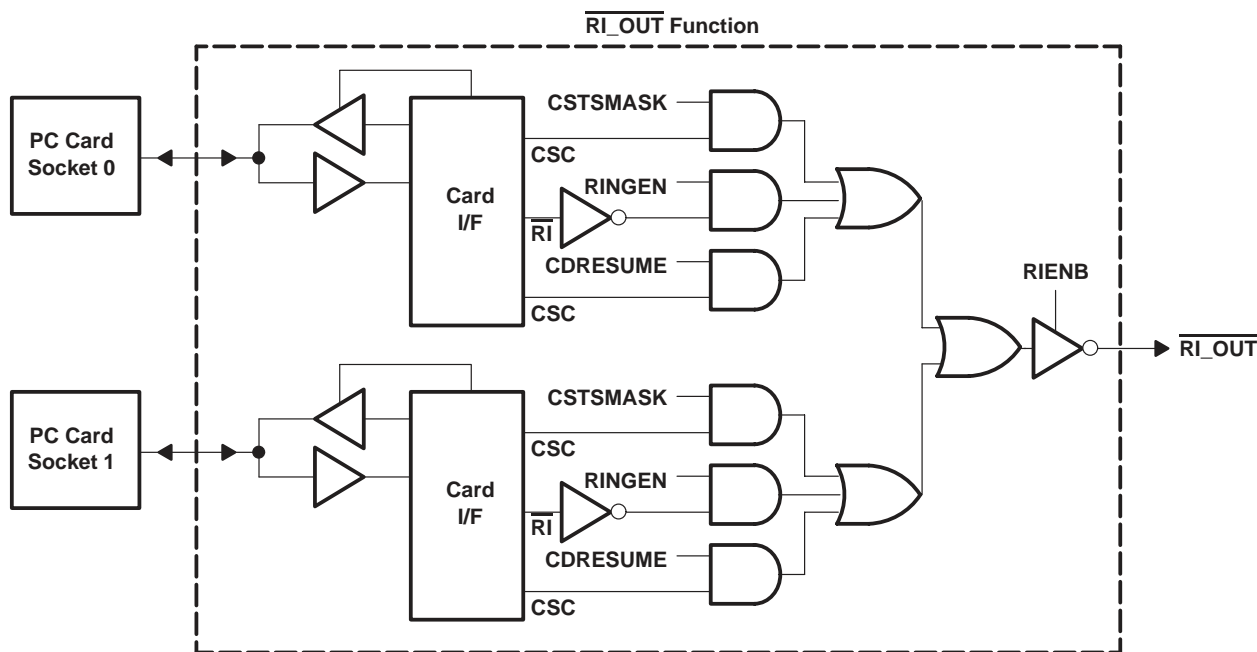 RI_OUT Function
PC Card
Socket 0
Card
I/F
CSTSMASK
CSC
RINGEN
RI
CDRESUME
CSC
RIENB
RI_OUT
PC Card
Socket 1
Card
I/F
CSTSMASK
CSC
RINGEN
RI
CDRESUME
CSC